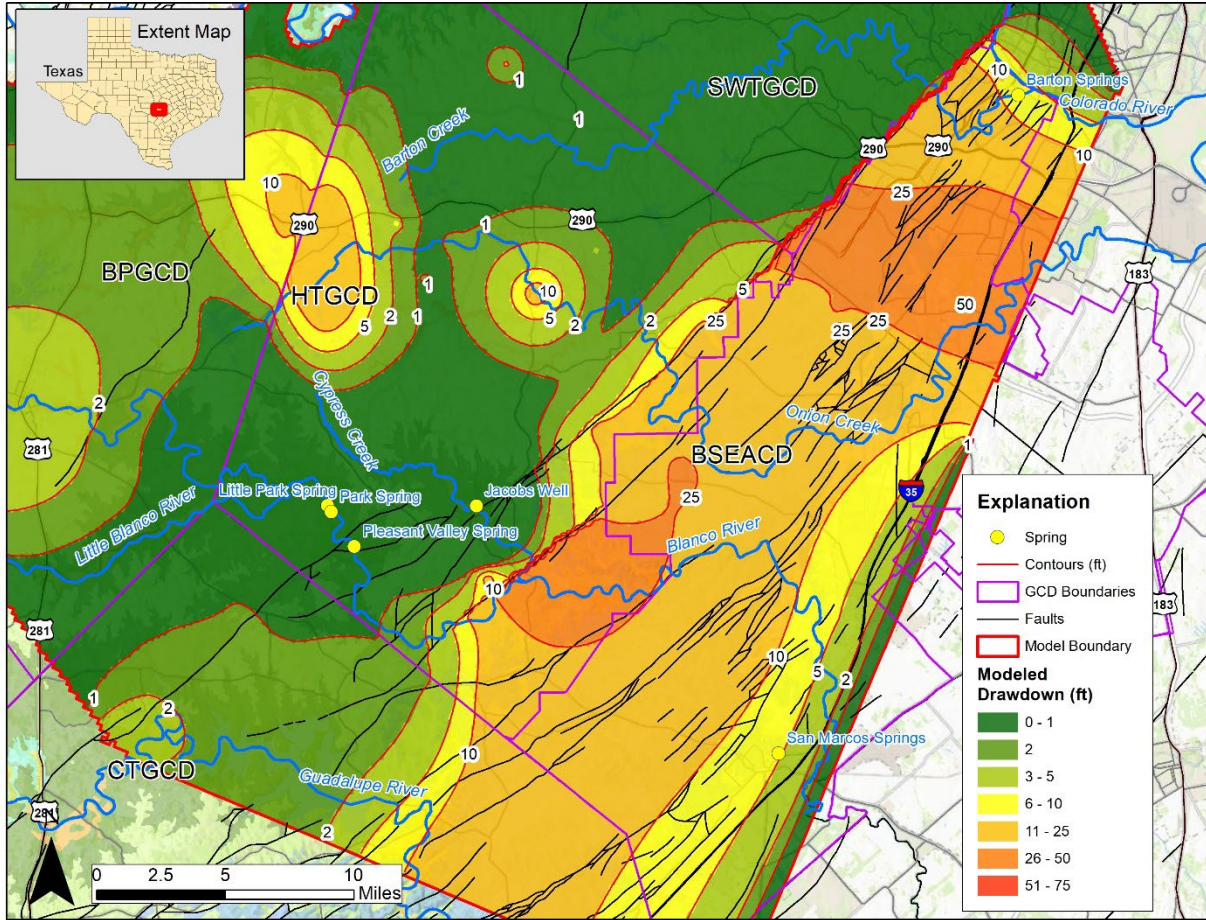 Extent Map
Texas
1
1
SWTGCD
Barton Creek
10
Barton Springs
Colorado River
290
290
10
25
10
290
1
290
BPGCD
183
HTGCD
1
10
5
2
1
5
2
2
5
25
25
25
50
2
281
Cypress Creek
Onion Creek
BSEACD
1
35
Little Park Spring
Park Spring
Jacobs Well
25
Pleasant Valley Spring
Little Blanco River
Blanco River
10
281
1
2
10
5
2
San Marcos Springs
10
CTGCD
Guadalupe River
281
2
183
0 2.5 5 10
Miles
Explanation
Spring
Contours (ft)
GCD Boundaries
Faults
Model Boundary
Modeled
Drawdown (ft)
0 - 1
2
3 - 5
6 - 10
11 - 25
26 - 50
51 - 75